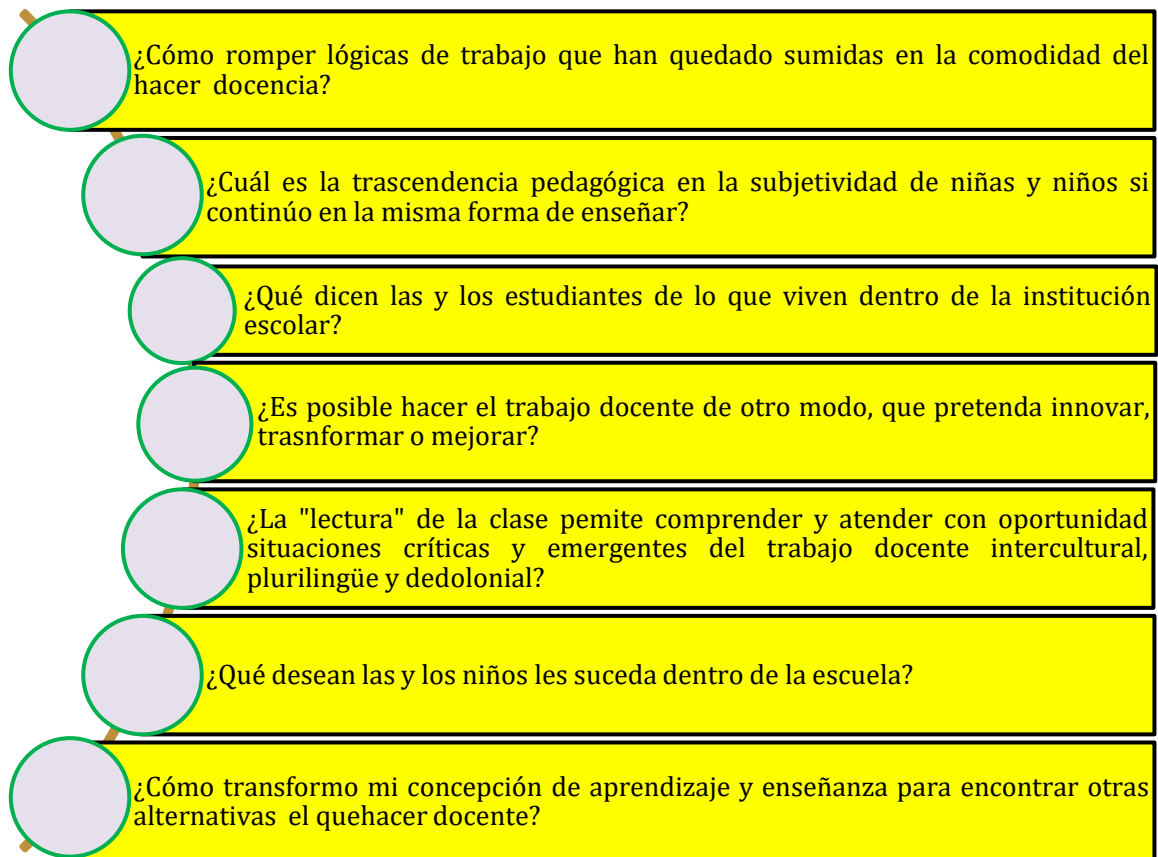 ¿Cómo romper lógicas de trabajo que han quedado sumidas en la comodidad del
hacer docencia?
¿Cuál es la trascendencia pedagógica en la subjetividad de niñas y niños si
continúo en la misma forma de enseñar?
¿Qué dicen las y los estudiantes de lo que viven dentro de la institución
escolar?
¿Es posible hacer el trabajo docente de otro modo, que pretenda innovar,
trasnformar o mejorar?
¿La "lectura" de la clase pemite comprender y atender con oportunidad
situaciones críticas y emergentes del trabajo docente intercultural,
plurilingüe y dedolonial?
¿Qué desean las y los niños les suceda dentro de la escuela?
¿Cómo transformo mi concepción de aprendizaje y enseñanza para encontrar otras
alternativas el quehacer docente?